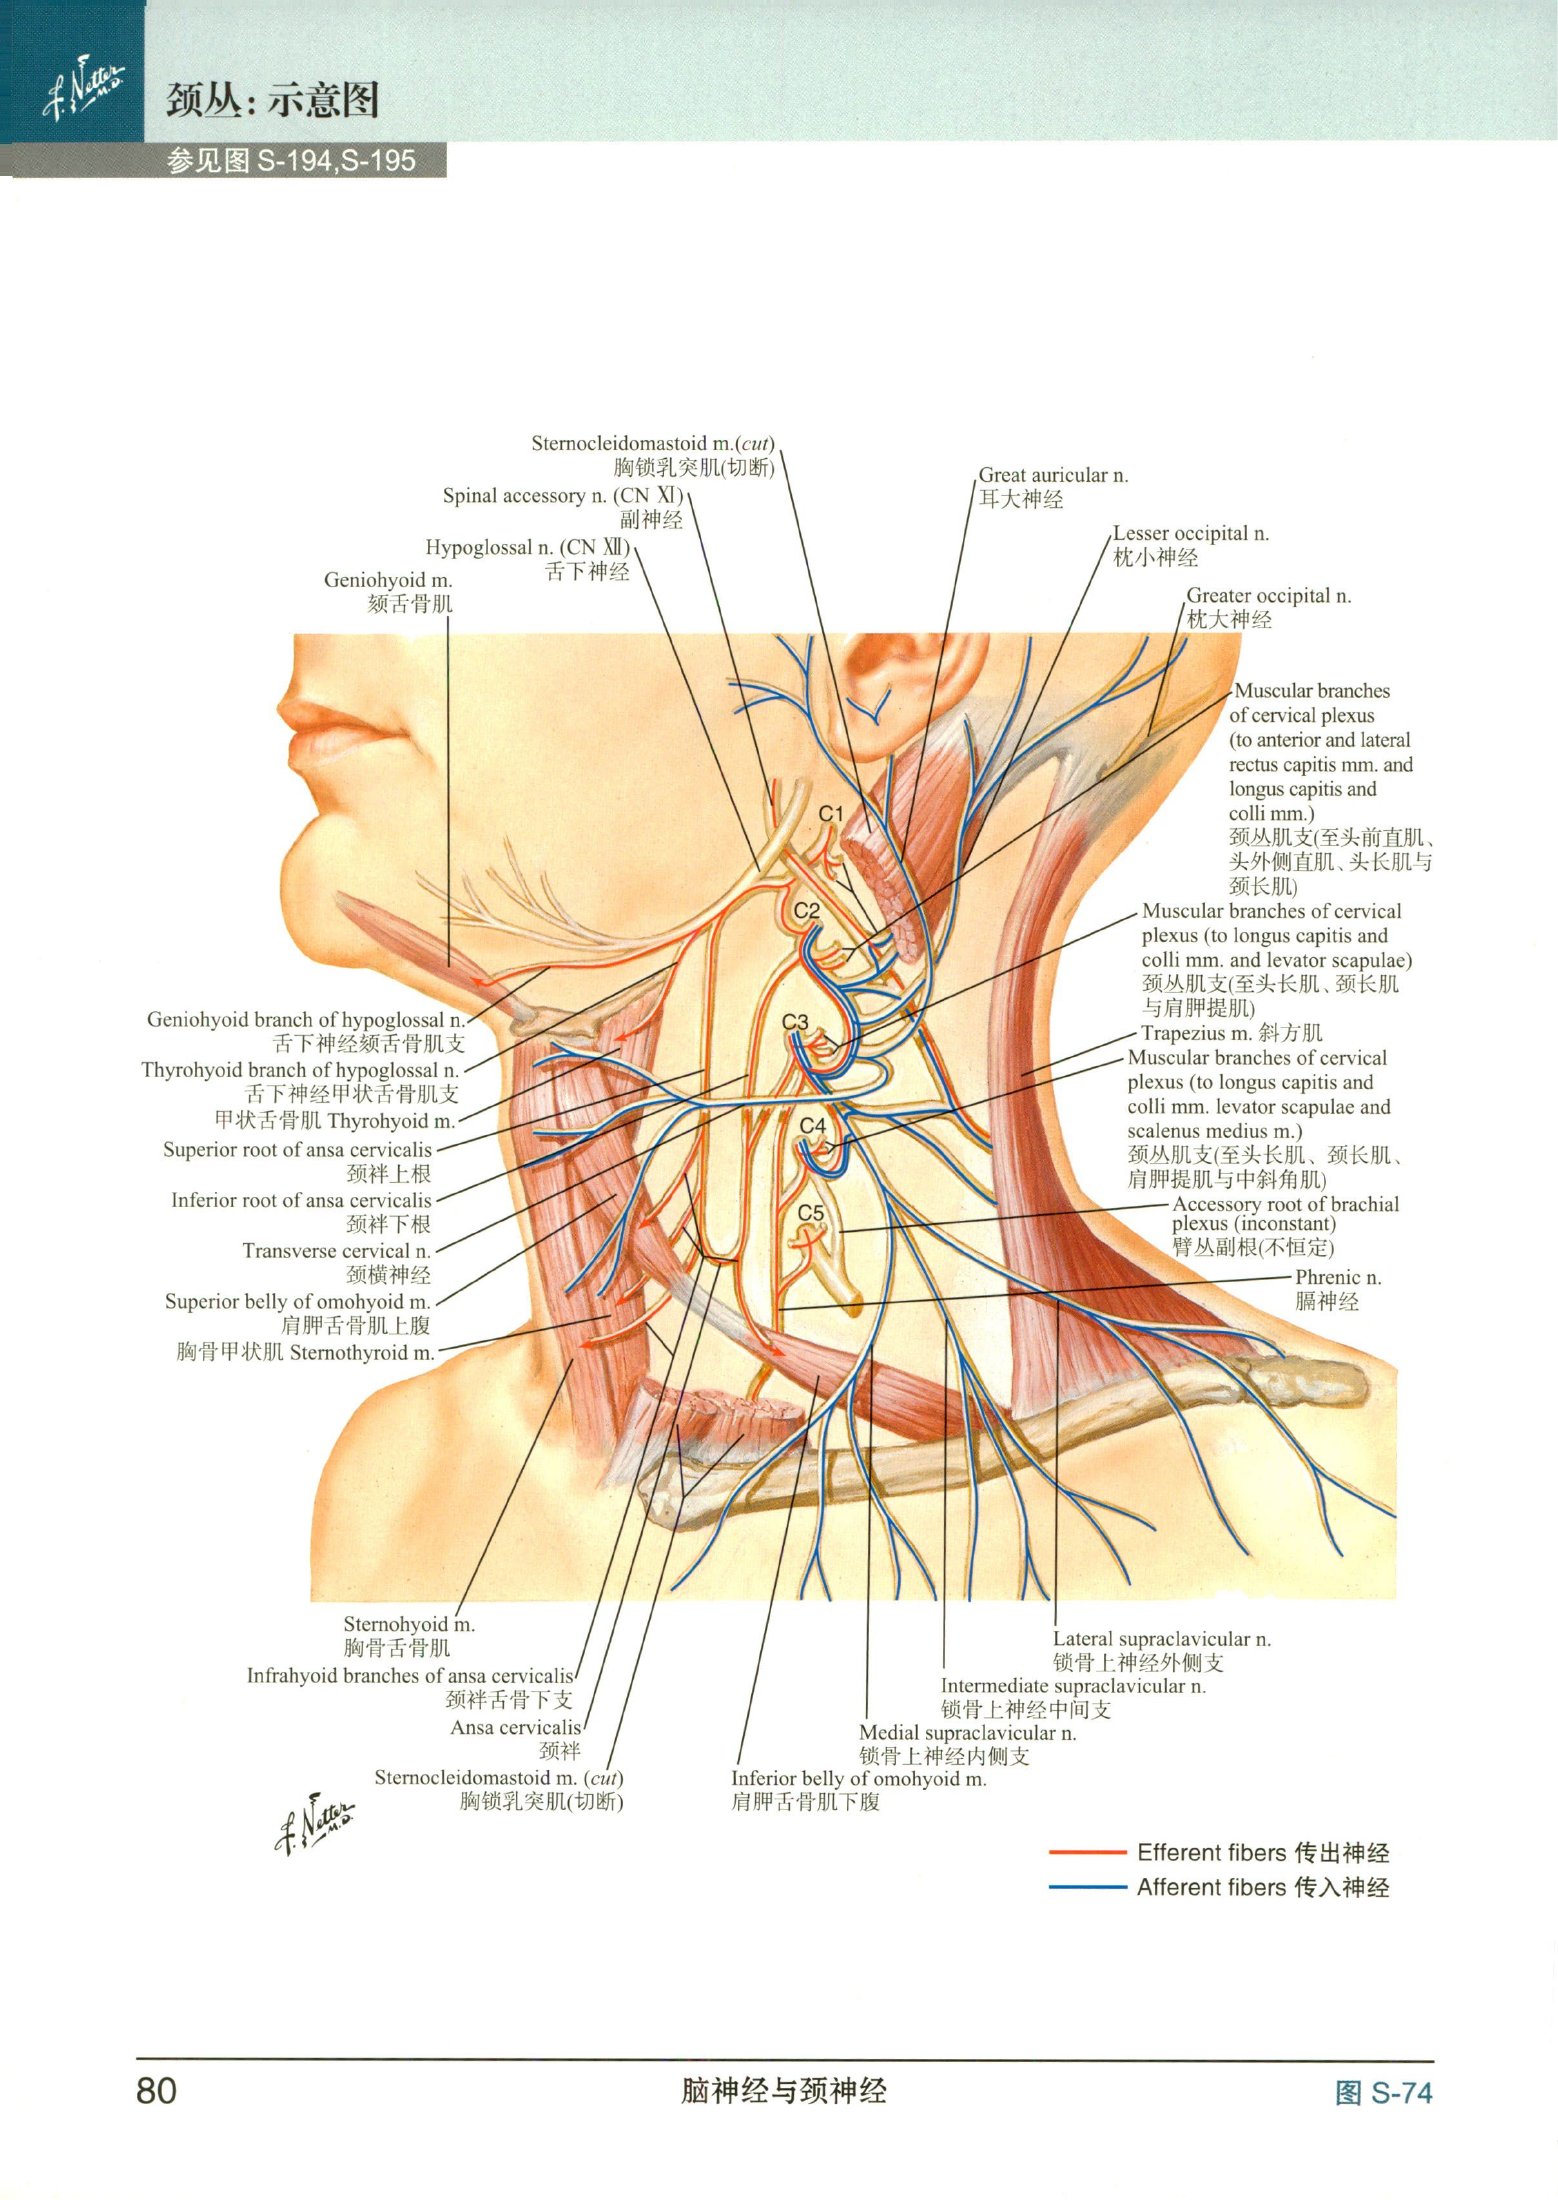 F. Netter M.D.
颈丛：示意图
参见图 S-194,S-195
Sternocleidomastoid m.(cut)
胸锁乳突肌(切断)
Spinal accessory n. (CN Ⅺ)
副神经
Hypoglossal n. (CN Ⅻ)
舌下神经
Geniohyoid m.
颏舌骨肌
Great auricular n.
耳大神经
Lesser occipital n.
枕小神经
Greater occipital n.
枕大神经
Muscular branches
of cervical plexus
(to anterior and lateral
rectus capitis mm. and
longus capitis and
colli mm.)
颈丛肌支(至头前直肌、
头外侧直肌、头长肌与
颈长肌)
Muscular branches of cervical
plexus (to longus capitis and
colli mm. and levator scapulae)
颈丛肌支(至头长肌、颈长肌
与肩胛提肌)
Trapezius m. 斜方肌
Muscular branches of cervical
plexus (to longus capitis and
colli mm. levator scapulae and
scalenus medius m.)
颈丛肌支(至头长肌、颈长肌、
肩胛提肌与中斜角肌)
Accessory root of brachial
plexus (inconstant)
臂丛副根(不恒定)
Phrenic n.
膈神经
C1
C2
C3
C4
C5
Geniohyoid branch of hypoglossal n.
舌下神经颏舌骨肌支
Thyrohyoid branch of hypoglossal n.
舌下神经甲状舌骨肌支
甲状舌骨肌 Thyrohyoid m.
Superior root of ansa cervicalis
颈袢上根
Inferior root of ansa cervicalis
颈袢下根
Transverse cervical n.
颈横神经
Superior belly of omohyoid m.
肩胛舌骨肌上腹
胸骨甲状肌 Sternothyroid m.
Sternohyoid m.
胸骨舌骨肌
Infrahyoid branches of ansa cervicalis
颈袢舌骨下支
Ansa cervicalis
颈袢
Sternocleidomastoid m. (cut)
胸锁乳突肌(切断)
Lateral supraclavicular n.
锁骨上神经外侧支
Intermediate supraclavicular n.
锁骨上神经中间支
Medial supraclavicular n.
锁骨上神经内侧支
Inferior belly of omohyoid m.
肩胛舌骨肌下腹
F. Netter M.D.
Efferent fibers 传出神经
Afferent fibers 传入神经
80
脑神经与颈神经
图 S-74